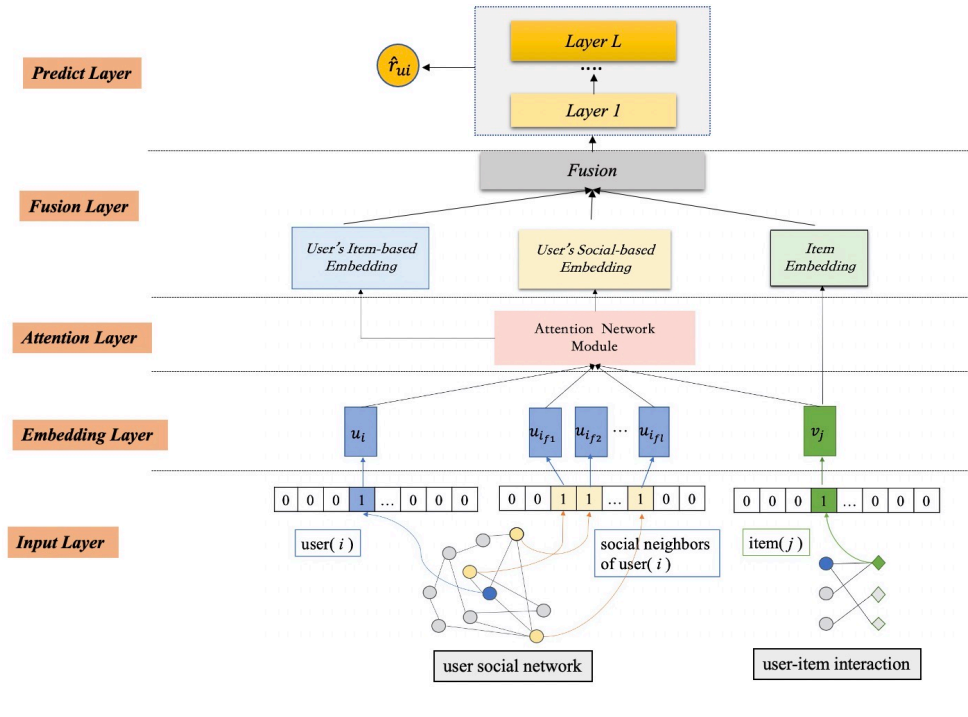 Predict Layer
r̂ui
Layer L
....
Layer 1
Fusion Layer
Fusion
User's Item-based
Embedding
User's Social-based
Embedding
Item
Embedding
Attention Layer
Attention Network
Module
Embedding Layer
ui
uif1
uif2
...
uifl
vj
Input Layer
0 0 0 1 ... 0 0 0
0 0 1 1 ... 1 0 0
0 0 0 1 ... 0 0 0
user( i )
social neighbors
of user( i )
item( j )
user social network
user-item interaction